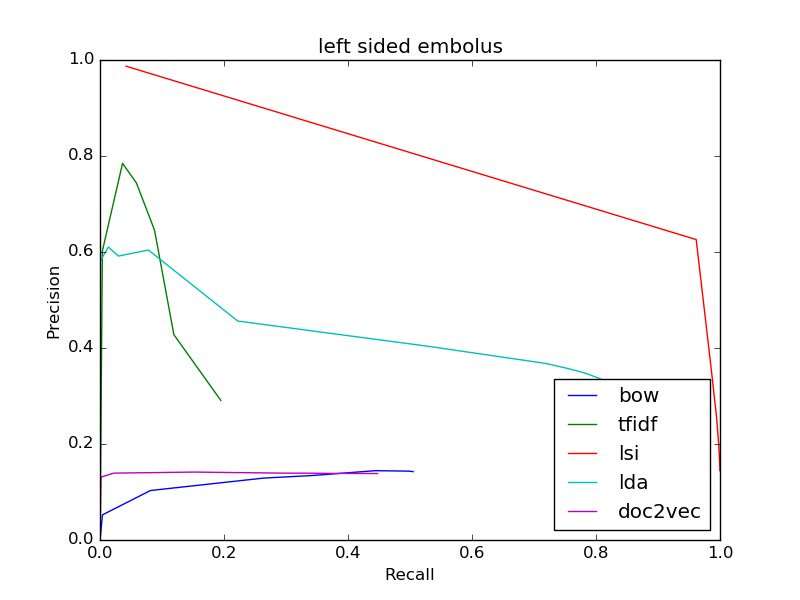 left sided embolus
1.0
0.8
0.6
0.4
0.2
0.0
Precision
0.0 0.2 0.4 0.6 0.8 1.0
Recall
bow
tfidf
lsi
lda
doc2vec